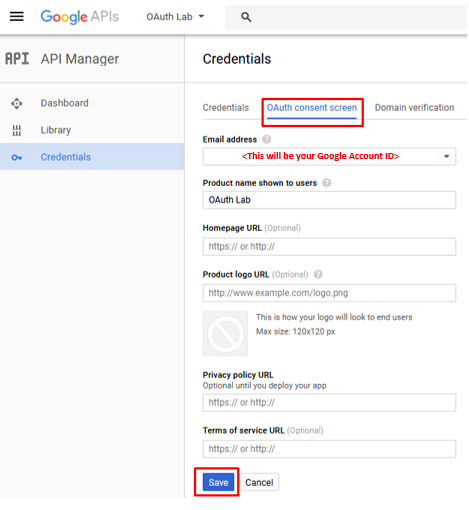 Google APIs
OAuth Lab
API API Manager
Credentials
Dashboard
Library
Credentials
Credentials
OAuth consent screen
Domain verification
Email address ?
<This will be your Google Account ID>
Product name shown to users ?
OAuth Lab
Homepage URL (Optional)
https:// or http://
Product logo URL (Optional) ?
http://www.example.com/logo.png
This is how your logo will look to end users
Max size: 120x120 px
Privacy policy URL
Optional until you deploy your app
https:// or http://
Terms of service URL (Optional)
https:// or http://
Save
Cancel